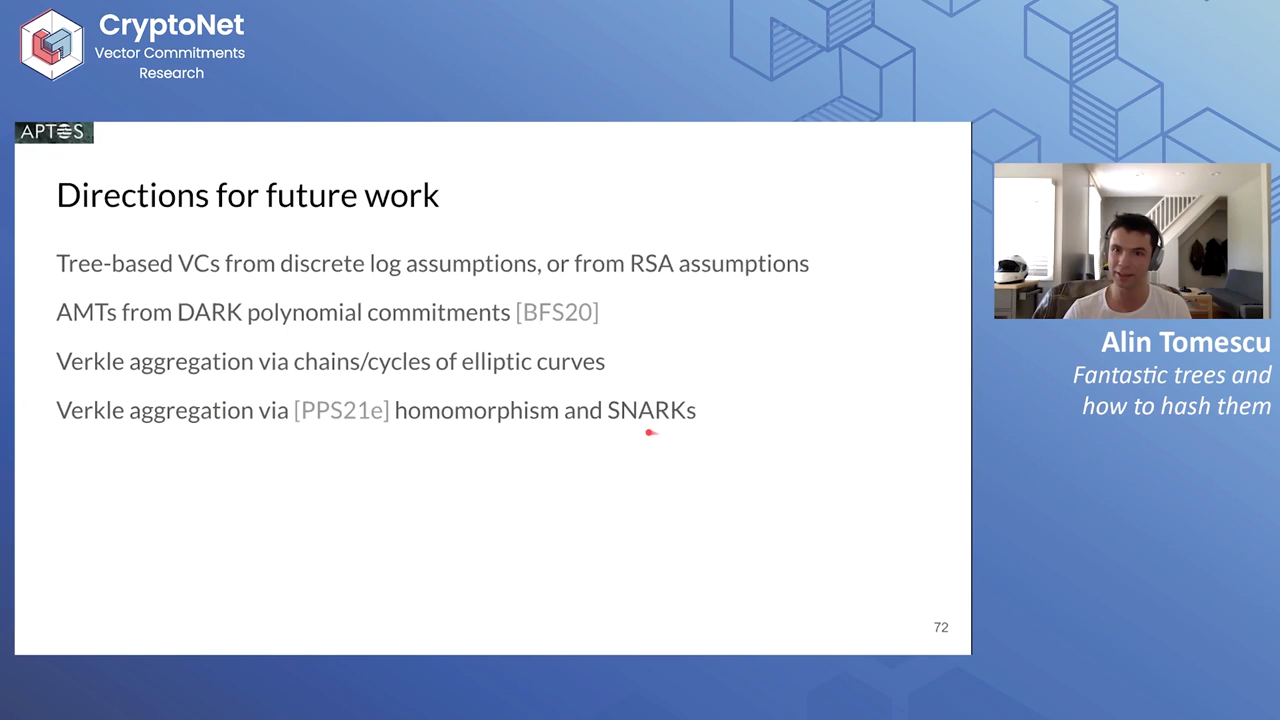 CryptoNet
Vector Commitments
Research
APTOS
Directions for future work
Tree-based VCs from discrete log assumptions, or from RSA assumptions
AMTs from DARK polynomial commitments [BFS20]
Verkle aggregation via chains/cycles of elliptic curves
Verkle aggregation via [PPS21e] homomorphism and SNARKs
72
Alin Tomescu
Fantastic trees and
how to hash them